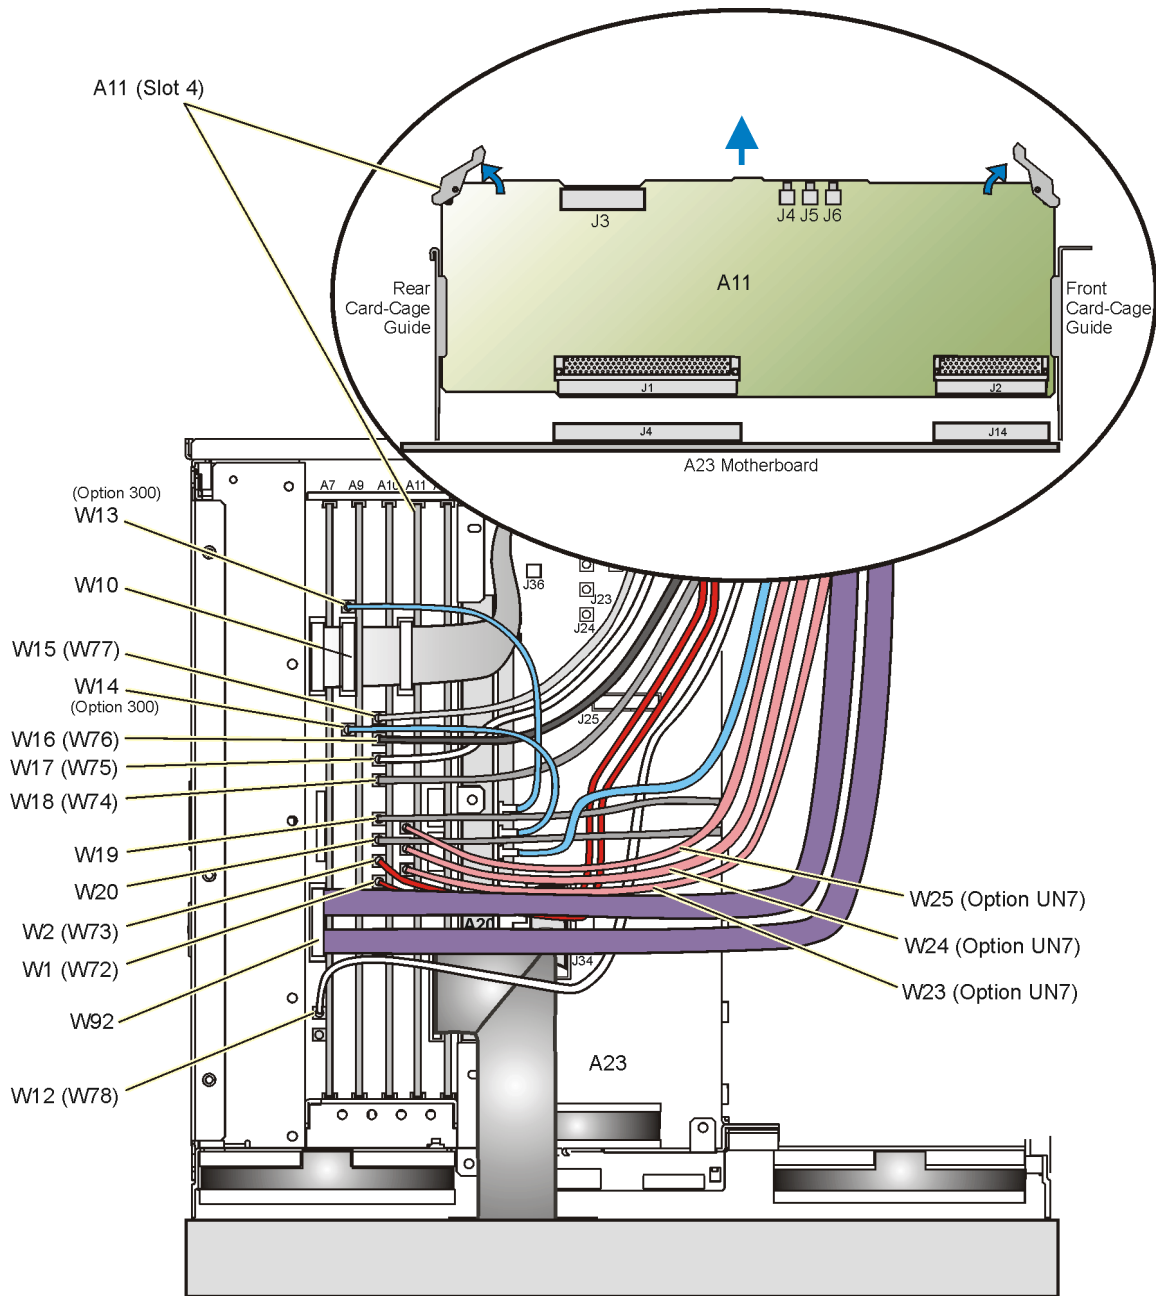 A11 (Slot 4)
J3
J4 J5 J6
A11
Rear
Card-Cage
Guide
Front
Card-Cage
Guide
J1
J2
J4
J14
A23 Motherboard
A7 A9 A10 A11
(Option 300)
W13
J36
J23
J24
W10
W15 (W77)
W14
(Option 300)
J25
W16 (W76)
W17 (W75)
W18 (W74)
W19
W20
W25 (Option UN7)
W2 (W73)
A20
W24 (Option UN7)
W1 (W72)
J34
W23 (Option UN7)
W92
A23
W12 (W78)